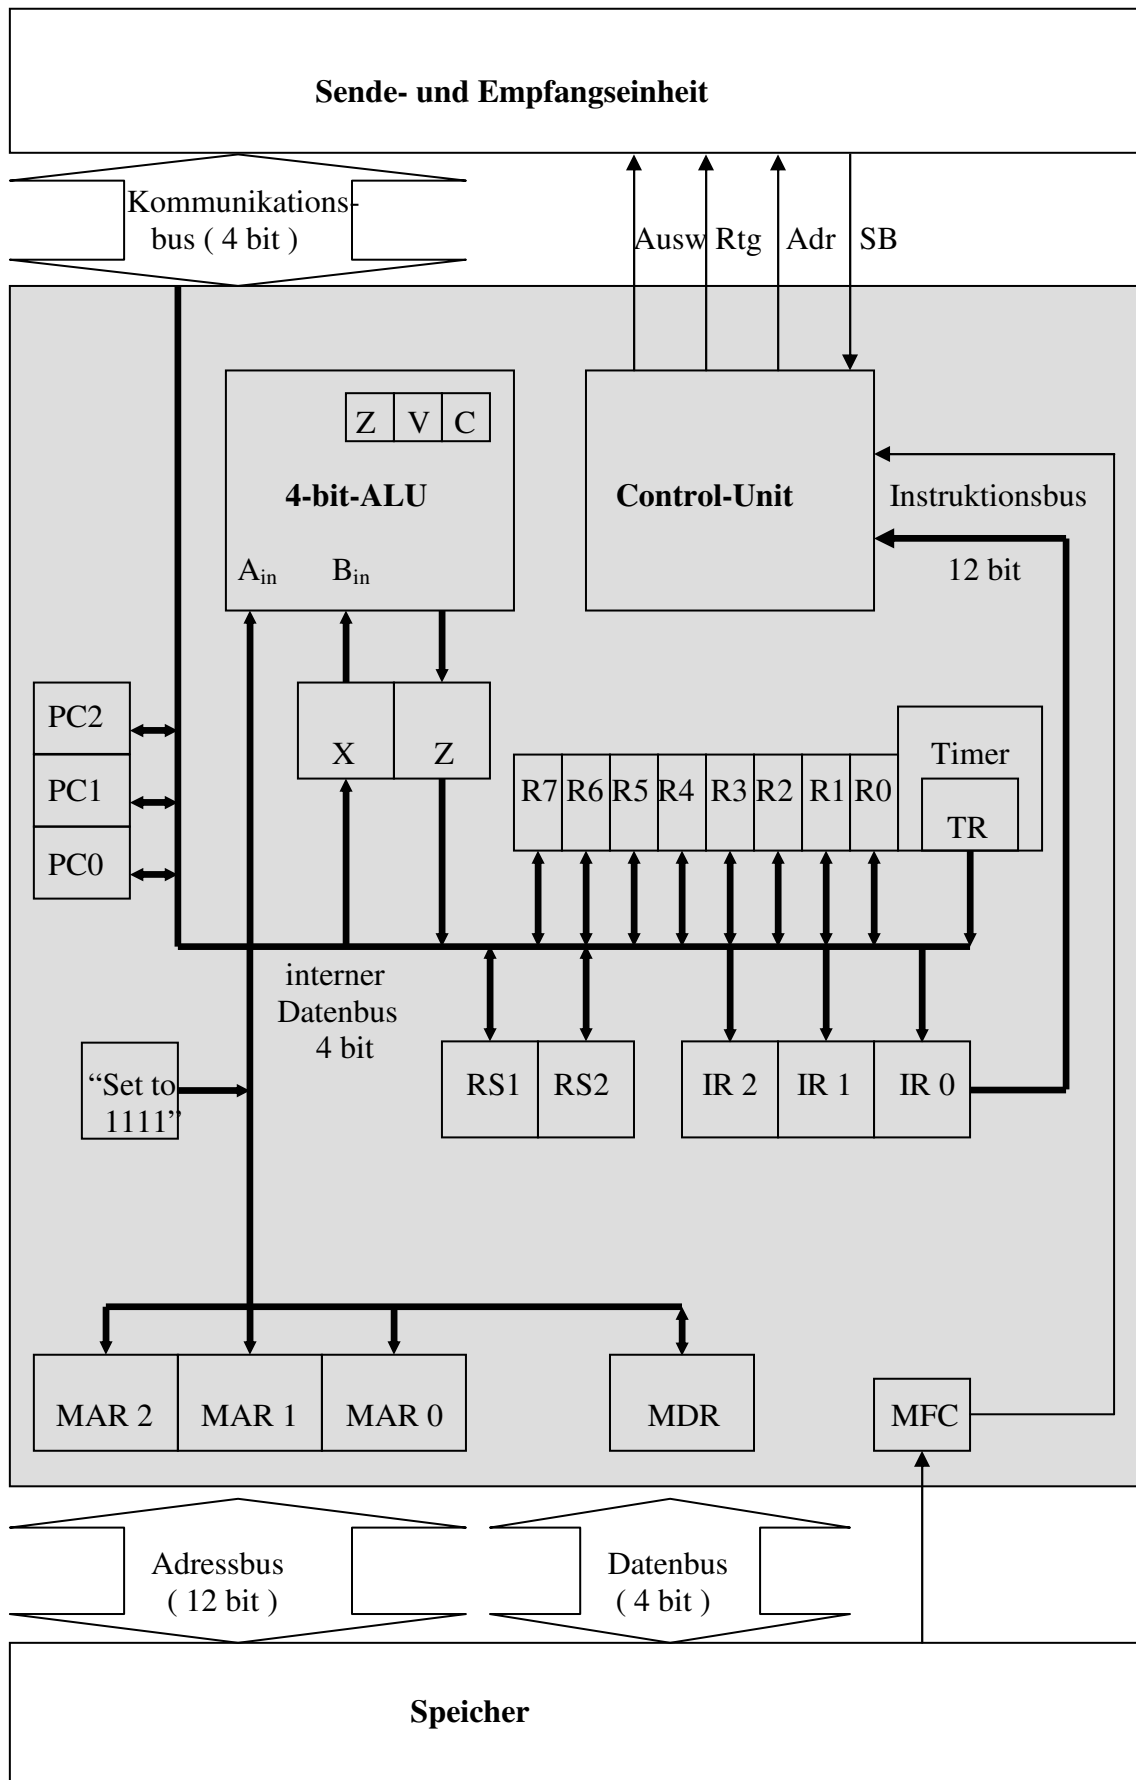 Sende- und Empfangseinheit
Kommunikations-
bus ( 4 bit )
Ausw
Rtg
Adr
SB
Z
V
C
4-bit-ALU
Control-Unit
Instruktionsbus
12 bit
Ain
Bin
PC2
PC1
PC0
X
Z
R7
R6
R5
R4
R3
R2
R1
R0
Timer
TR
interner
Datenbus
4 bit
“Set to
1111”
RS1
RS2
IR 2
IR 1
IR 0
MAR 2
MAR 1
MAR 0
MDR
MFC
Adressbus
( 12 bit )
Datenbus
( 4 bit )
Speicher